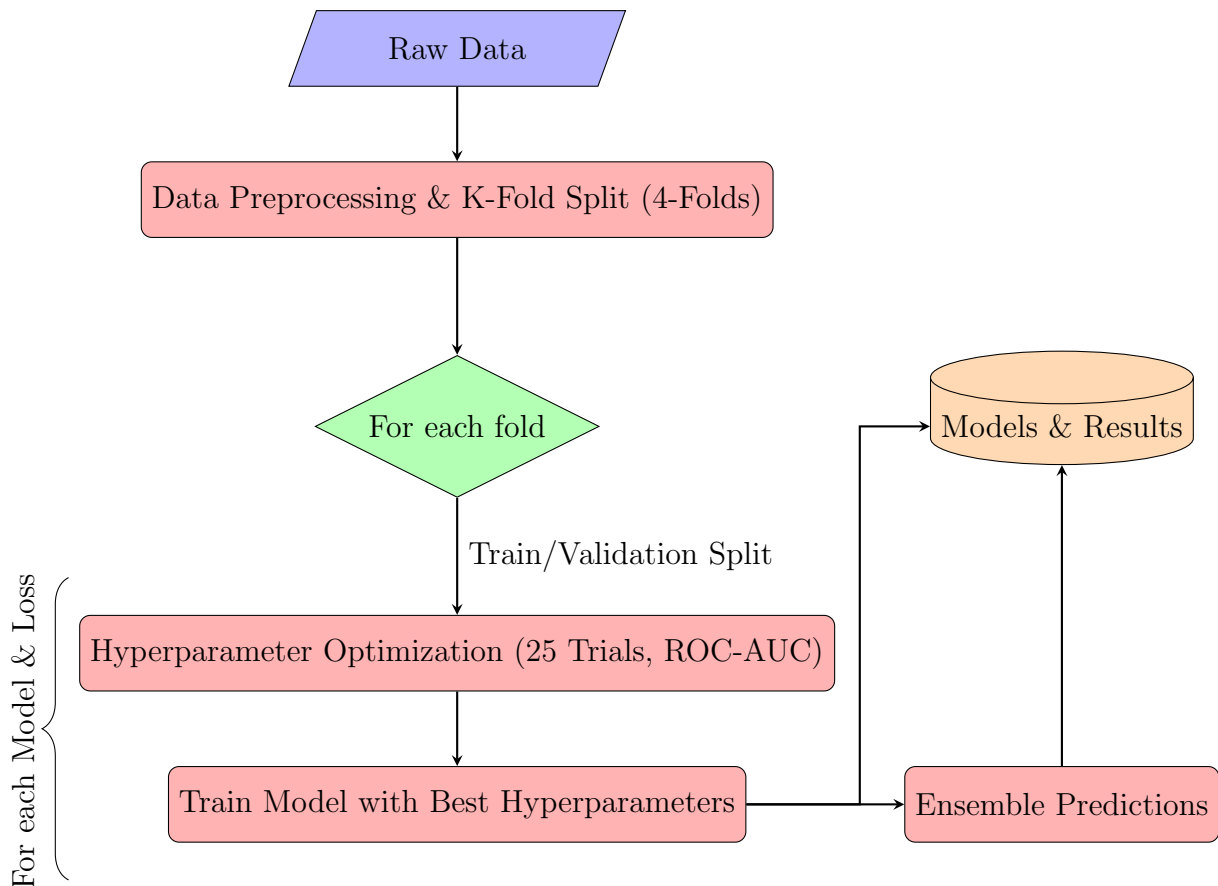 Raw Data
Data Preprocessing & K-Fold Split (4-Folds)
For each fold
Models & Results
Train/Validation Split
For each Model & Loss
Hyperparameter Optimization (25 Trials, ROC-AUC)
Train Model with Best Hyperparameters
Ensemble Predictions